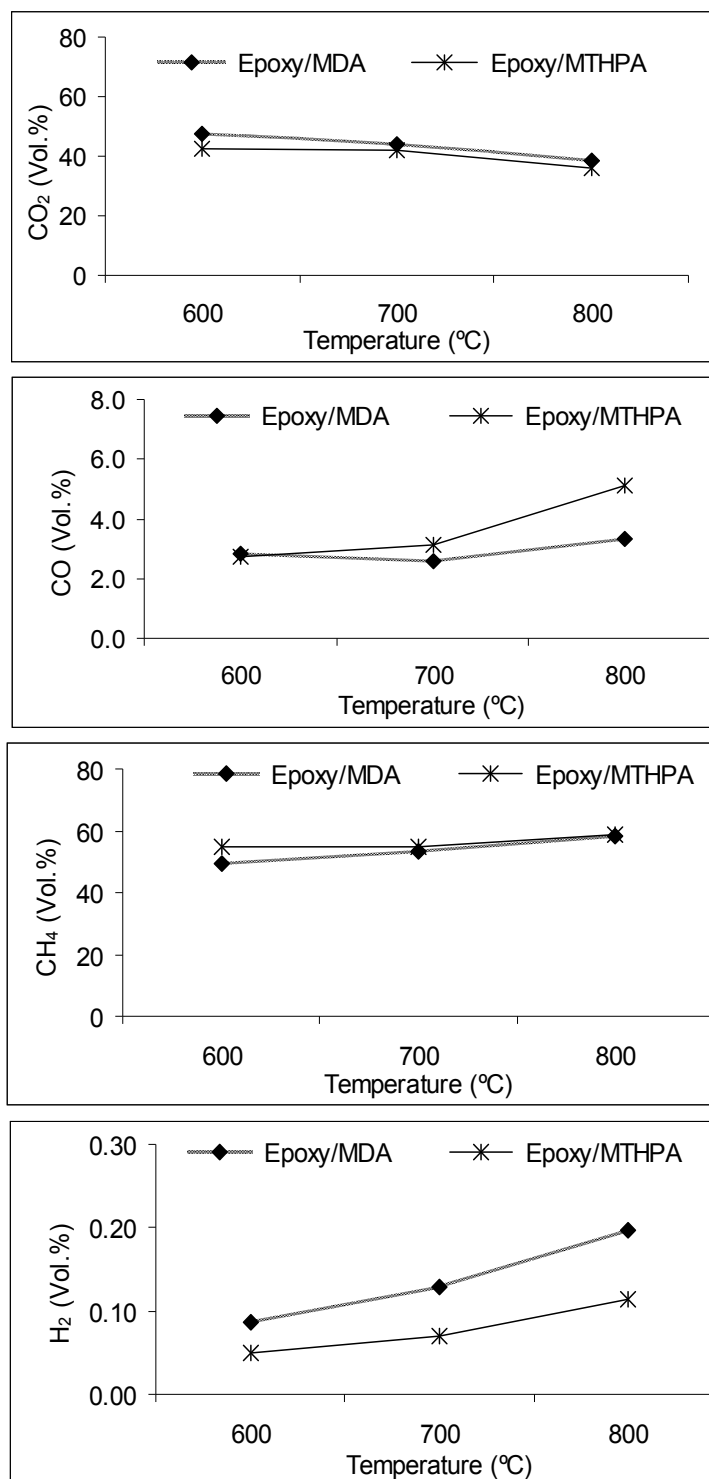 Epoxy/MDA Epoxy/MTHPA
CO₂ (Vol.%)
80
60
40
20
0
600 700 800
Temperature (ºC)
Epoxy/MDA Epoxy/MTHPA
CO (Vol.%)
8.0
6.0
4.0
2.0
0.0
600 700 800
Temperature (ºC)
Epoxy/MDA Epoxy/MTHPA
CH₄ (Vol.%)
80
60
40
20
0
600 700 800
Temperature (ºC)
Epoxy/MDA Epoxy/MTHPA
H₂ (Vol.%)
0.30
0.20
0.10
0.00
600 700 800
Temperature (ºC)